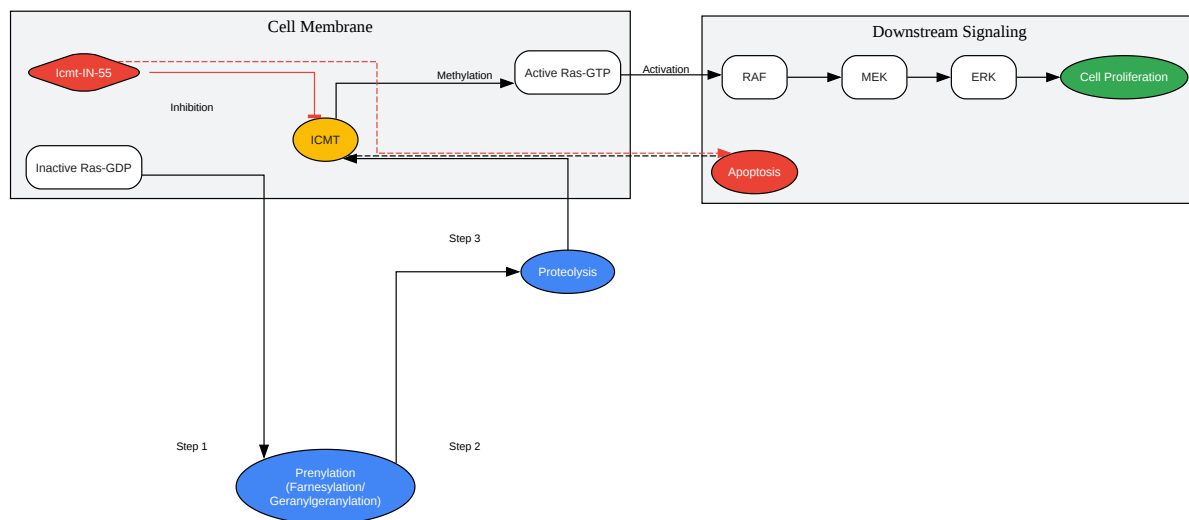 Cell Membrane
Downstream Signaling
Icmt-IN-55
Methylation
Active Ras-GTP
Activation
RAF
MEK
ERK
Cell Proliferation
Inhibition
ICMT
Inactive Ras-GDP
Apoptosis
Step 3
Proteolysis
Step 1
Step 2
Prenylation
(Farnesylation/
Geranylgeranylation)